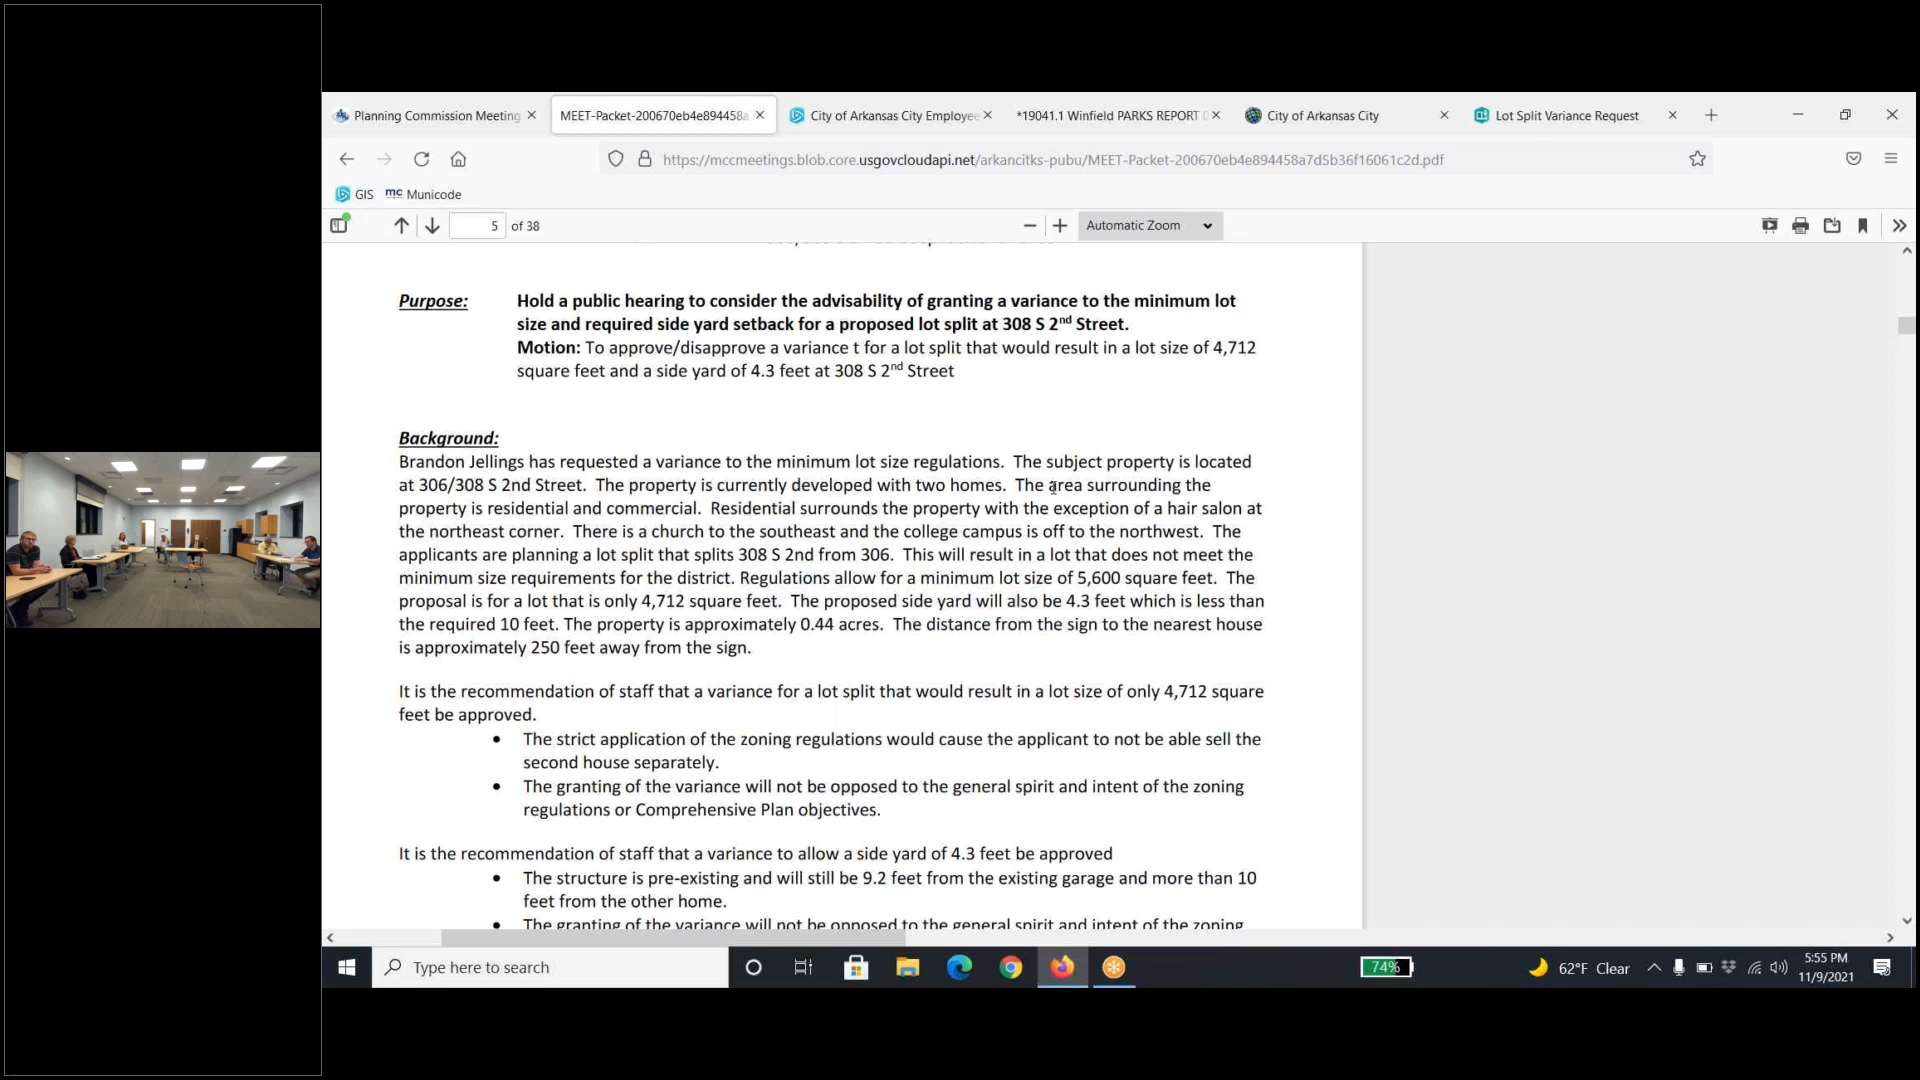 Planning Commission Meeting
MEET-Packet-200670eb4e894458a
City of Arkansas City Employee
*19041.1 Winfield PARKS REPORT
City of Arkansas City
Lot Split Variance Request
https://mccmeetings.blob.core.usgovcloudapi.net/arkancitks-pubu/MEET-Packet-200670eb4e894458a7d5b36f16061c2d.pdf
GIS mc Municode
5 of 38 Automatic Zoom
Purpose: Hold a public hearing to consider the advisability of granting a variance to the minimum lot
size and required side yard setback for a proposed lot split at 308 S 2nd Street.
Motion: To approve/disapprove a variance t for a lot split that would result in a lot size of 4,712
square feet and a side yard of 4.3 feet at 308 S 2nd Street
Background:
Brandon Jellings has requested a variance to the minimum lot size regulations. The subject property is located
at 306/308 S 2nd Street. The property is currently developed with two homes. The area surrounding the
property is residential and commercial. Residential surrounds the property with the exception of a hair salon at
the northeast corner. There is a church to the southeast and the college campus is off to the northwest. The
applicants are planning a lot split that splits 308 S 2nd from 306. This will result in a lot that does not meet the
minimum size requirements for the district. Regulations allow for a minimum lot size of 5,600 square feet. The
proposal is for a lot that is only 4,712 square feet. The proposed side yard will also be 4.3 feet which is less than
the required 10 feet. The property is approximately 0.44 acres. The distance from the sign to the nearest house
is approximately 250 feet away from the sign.
It is the recommendation of staff that a variance for a lot split that would result in a lot size of only 4,712 square
feet be approved.
• The strict application of the zoning regulations would cause the applicant to not be able sell the
second house separately.
• The granting of the variance will not be opposed to the general spirit and intent of the zoning
regulations or Comprehensive Plan objectives.
It is the recommendation of staff that a variance to allow a side yard of 4.3 feet be approved
• The structure is pre-existing and will still be 9.2 feet from the existing garage and more than 10
feet from the other home.
• The granting of the variance will not be opposed to the general spirit and intent of the zoning
Type here to search
74%
62°F Clear
5:55 PM
11/9/2021